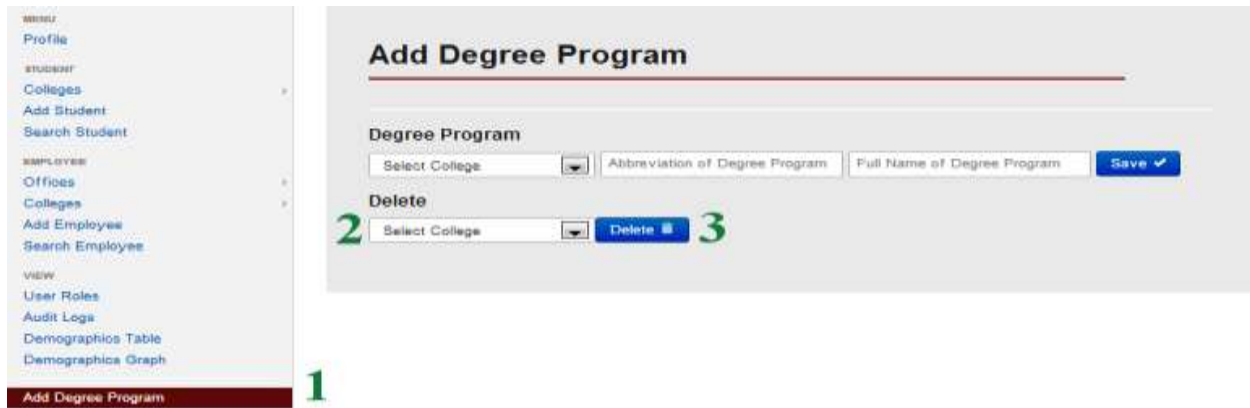 MENU
Profile
STUDENT
Colleges
Add Student
Search Student
EMPLOYEE
Offices
Colleges
Add Employee
Search Employee
VIEW
User Roles
Audit Logs
Demographics Table
Demographics Graph
Add Degree Program
1
Add Degree Program
Degree Program
Select College
Abbreviation of Degree Program
Full Name of Degree Program
Save
Delete
2
Select College
Delete
3